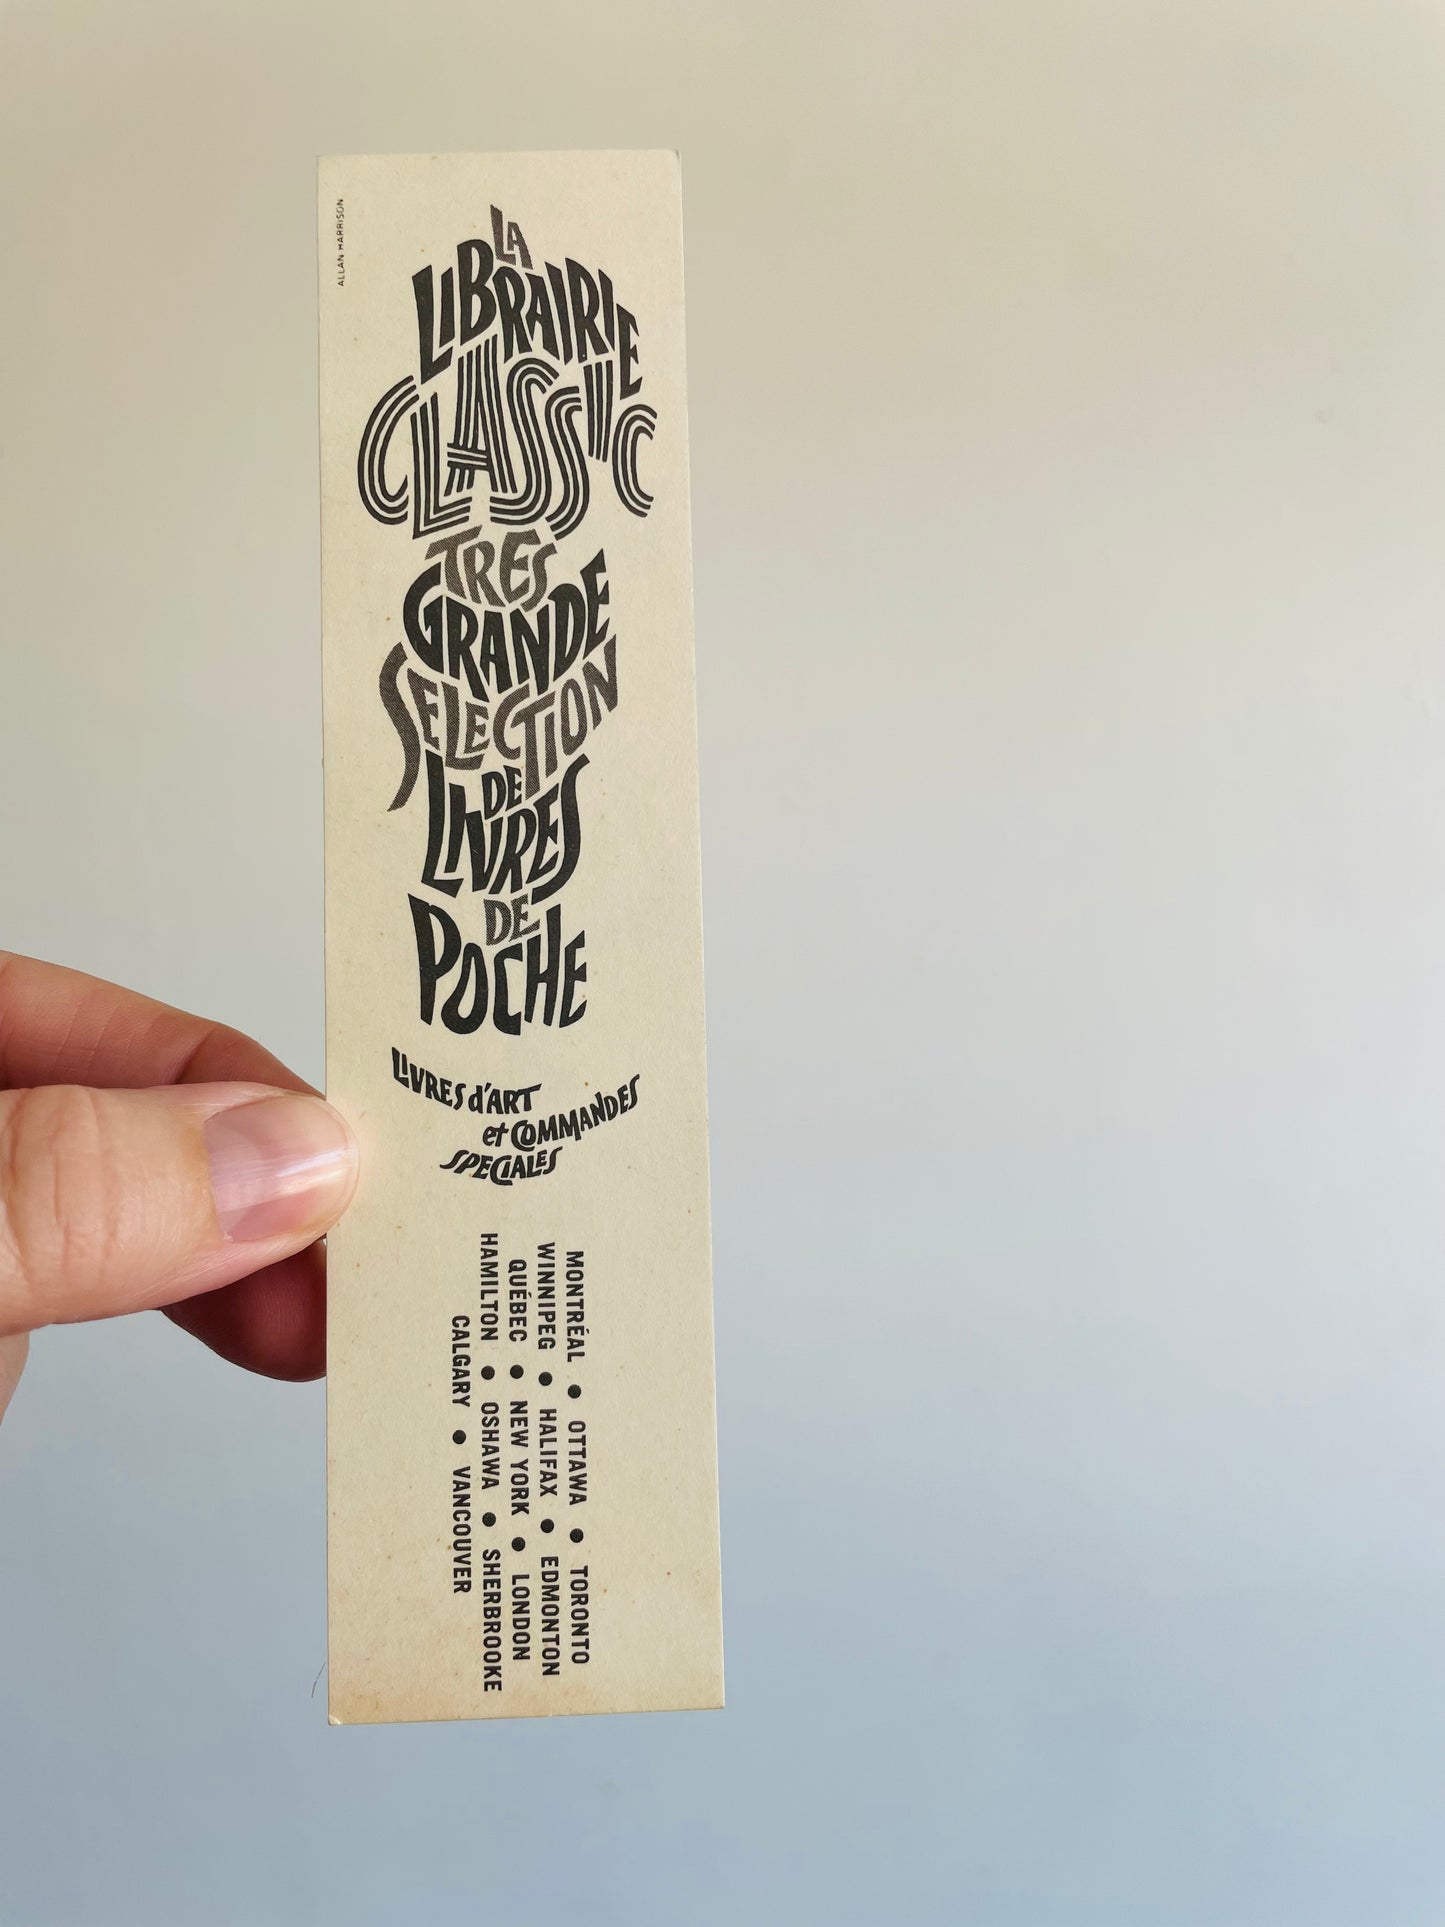 ALLAN HARRISON
LA
LIBRAIRIE
CLASSIC
TRES
GRANDE
SELECTION
DE
LIVRES
DE
POCHE
LIVRES d'ART
et COMMANDES
SPECIALES
MONTRÉAL • OTTAWA • TORONTO
WINNIPEG • HALIFAX • EDMONTON
QUÉBEC • NEW YORK • LONDON
HAMILTON • OSHAWA • SHERBROOKE
CALGARY • VANCOUVER